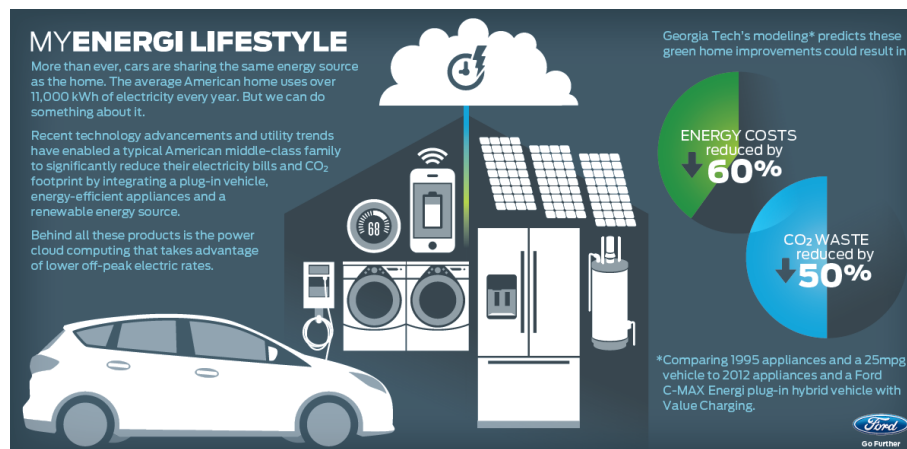 MYENERGI LIFESTYLE
More than ever, cars are sharing the same energy source
as the home. The average American home uses over
11,000 kWh of electricity every year. But we can do
something about it.
Recent technology advancements and utility trends
have enabled a typical American middle-class family
to significantly reduce their electricity bills and CO₂
footprint by integrating a plug-in vehicle,
energy-efficient appliances and a
renewable energy source.
Behind all these products is the power
cloud computing that takes advantage
of lower off-peak electric rates.
68
Georgia Tech's modeling* predicts these
green home improvements could result in
ENERGY COSTS
reduced by
60%
CO₂ WASTE
reduced by
50%
*Comparing 1995 appliances and a 25mpg
vehicle to 2012 appliances and a Ford
C-MAX Energi plug-in hybrid vehicle with
Value Charging.
Ford
Go Further